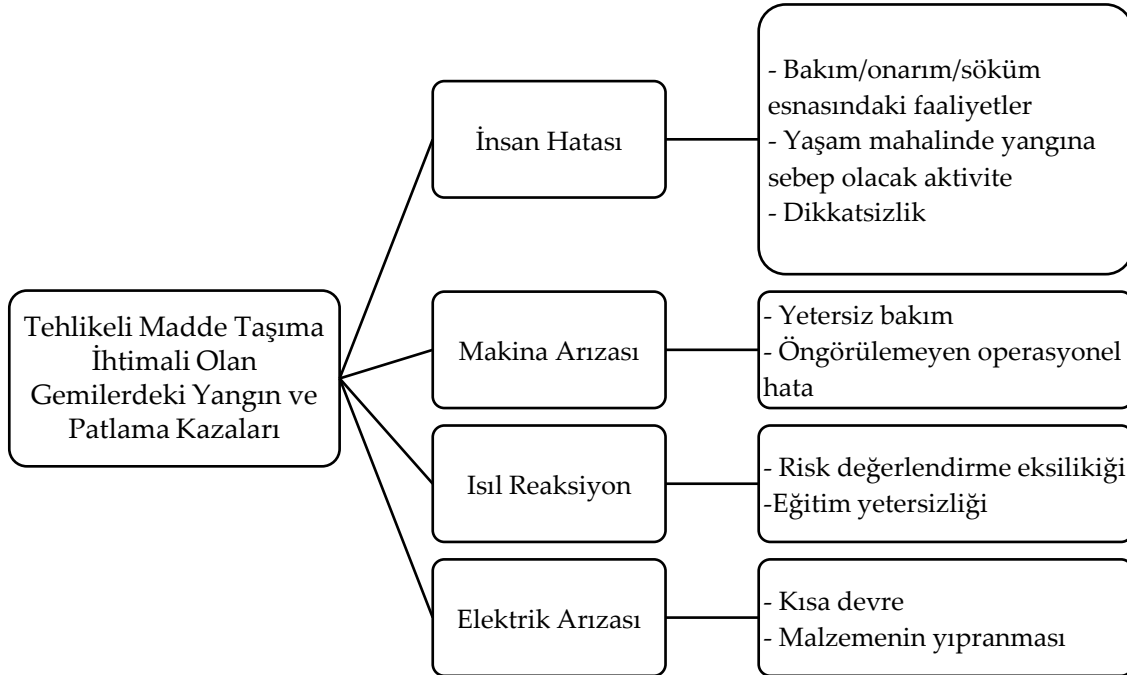 Tehlikeli Madde Taşıma
İhtimali Olan
Gemilerdeki Yangın ve
Patlama Kazaları
İnsan Hatası
- Bakım/onarım/söküm
esnasındaki faaliyetler
- Yaşam mahalinde yangına
sebep olacak aktivite
- Dikkatsizlik
Makina Arızası
- Yetersiz bakım
- Öngörülemeyen operasyonel
hata
Isıl Reaksiyon
- Risk değerlendirme eksilikiği
-Eğitim yetersizliği
Elektrik Arızası
- Kısa devre
- Malzemenin yıpranması